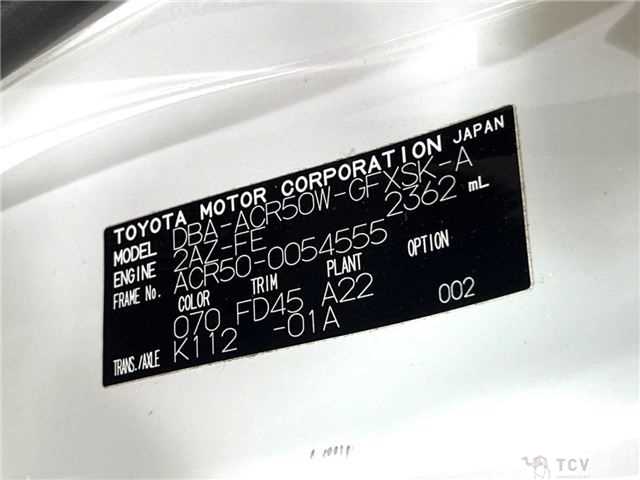 TOYOTA MOTOR CORPORATION JAPAN
MODEL DBA-ACR50W-GFXSK-A
ENGINE 2AZ-FE 2362 mL
FRAME No. ACR50-0054555
COLOR TRIM PLANT OPTION
070 FD45 A22 002
TRANS./AXLE K112 -01A
TCV